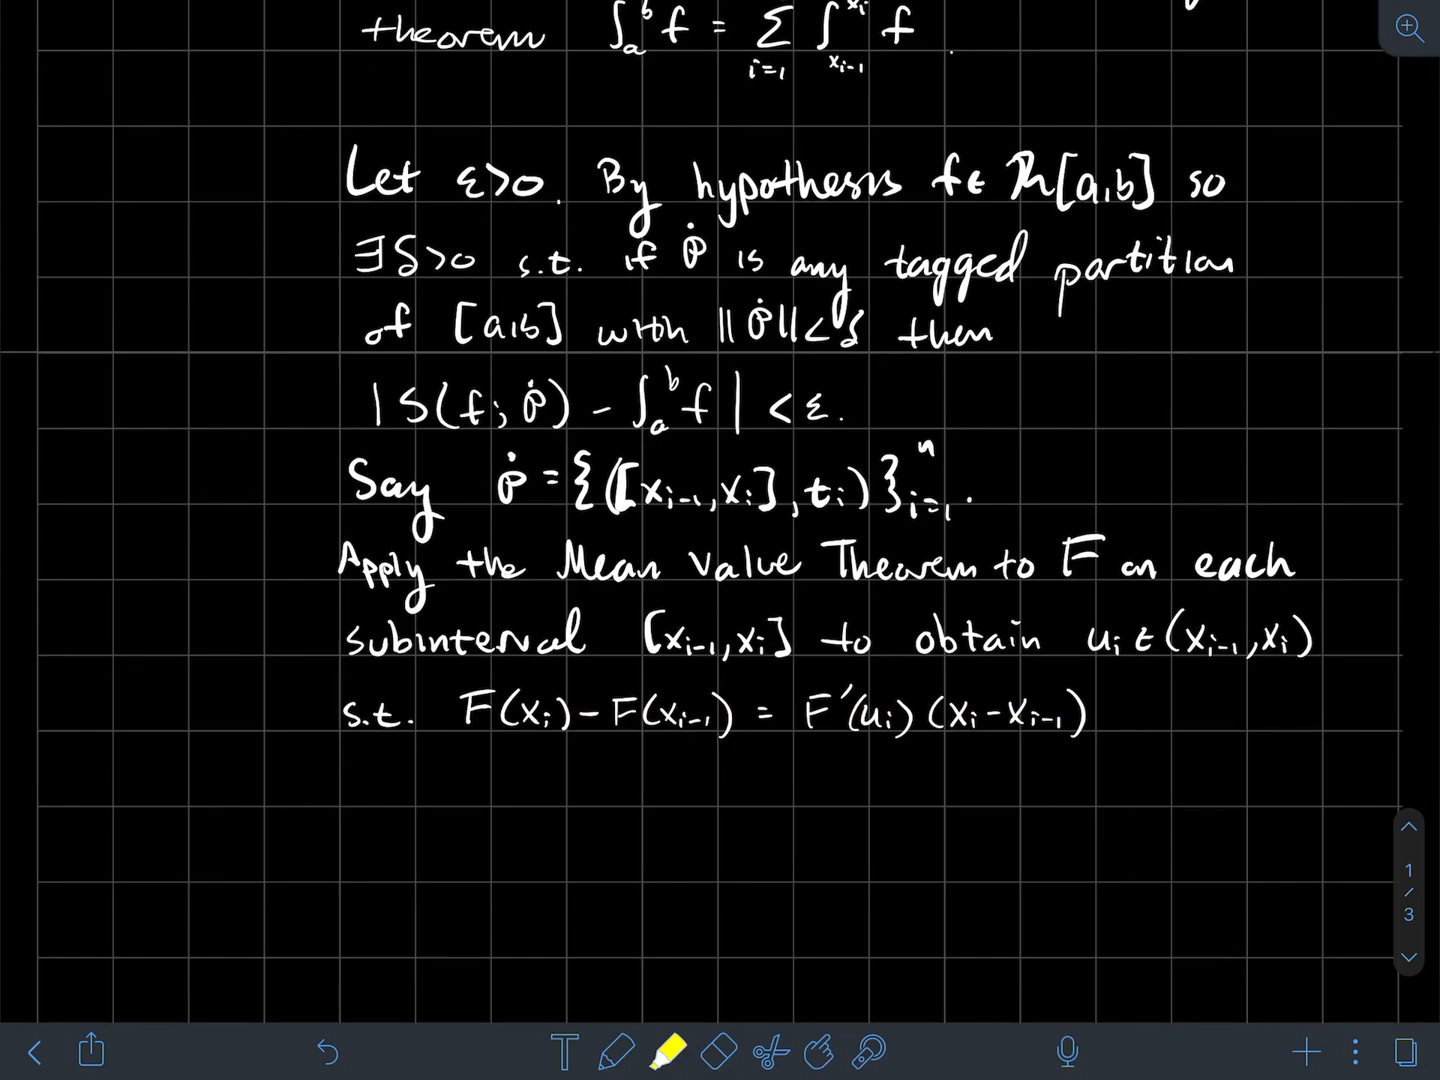 theorem ∫_a^b f = Σ_{i=1} ∫_{x_{i-1}}^{x_i} f .
Let ε>0. By hypothesis f ∈ R[a,b] so
∃δ>0 s.t. if Ṗ is any tagged partition
of [a,b] with ||Ṗ||<δ then
|S(f; Ṗ) - ∫_a^b f| < ε.
Say Ṗ = {([x_{i-1}, x_i], t_i)}_{i=1}^n.
Apply the Mean Value Theorem to F on each
subinterval [x_{i-1}, x_i] to obtain u_i ∈ (x_{i-1}, x_i)
s.t. F(x_i) - F(x_{i-1}) = F'(u_i) (x_i - x_{i-1})
1
/
3
T